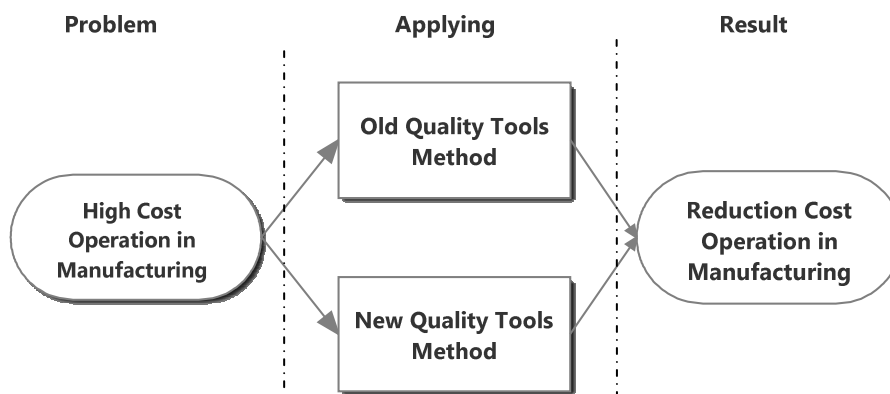 Problem
Applying
Result
Old Quality Tools
Method
High Cost
Operation in
Manufacturing
Reduction Cost
Operation in
Manufacturing
New Quality Tools
Method